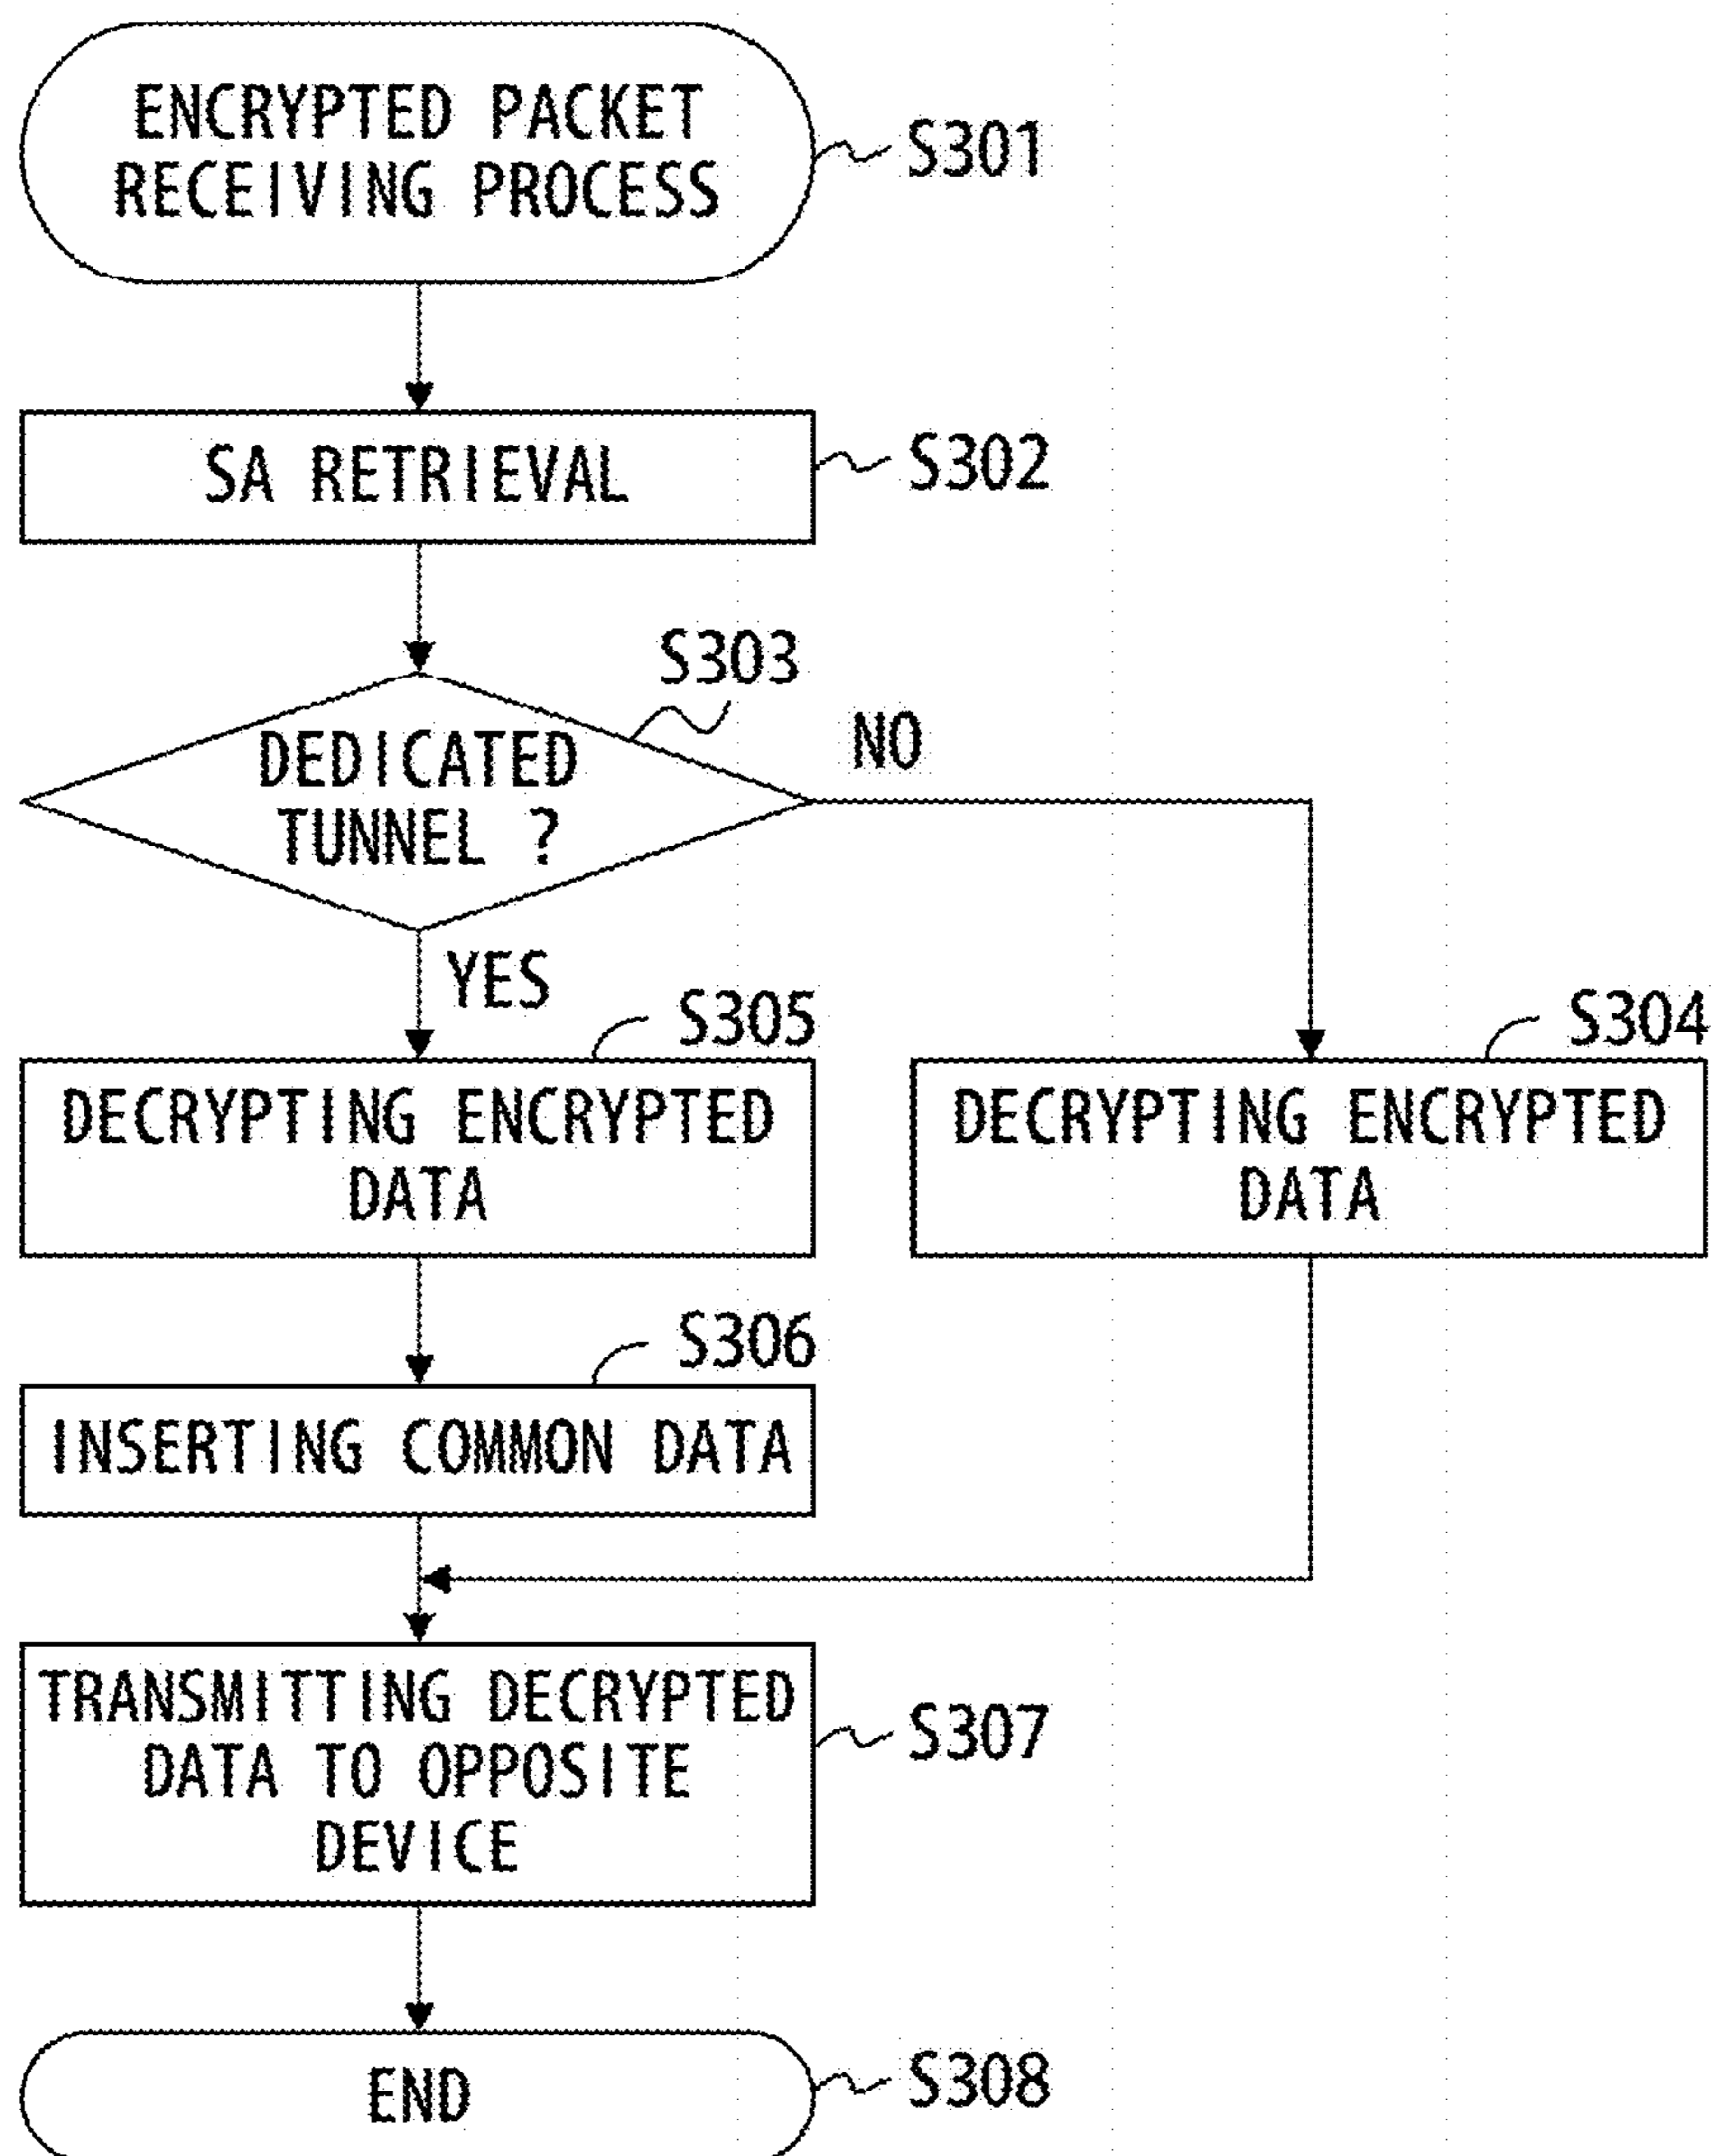 ENCRYPTED PACKET
RECEIVING PROCESS
S301
SA RETRIEVAL
S302
S303
DEDICATED
TUNNEL ?
NO
YES
S305
DECRYPTING ENCRYPTED
DATA
S304
DECRYPTING ENCRYPTED
DATA
S306
INSERTING COMMON DATA
TRANSMITTING DECRYPTED
DATA TO OPPOSITE
DEVICE
S307
END
S308